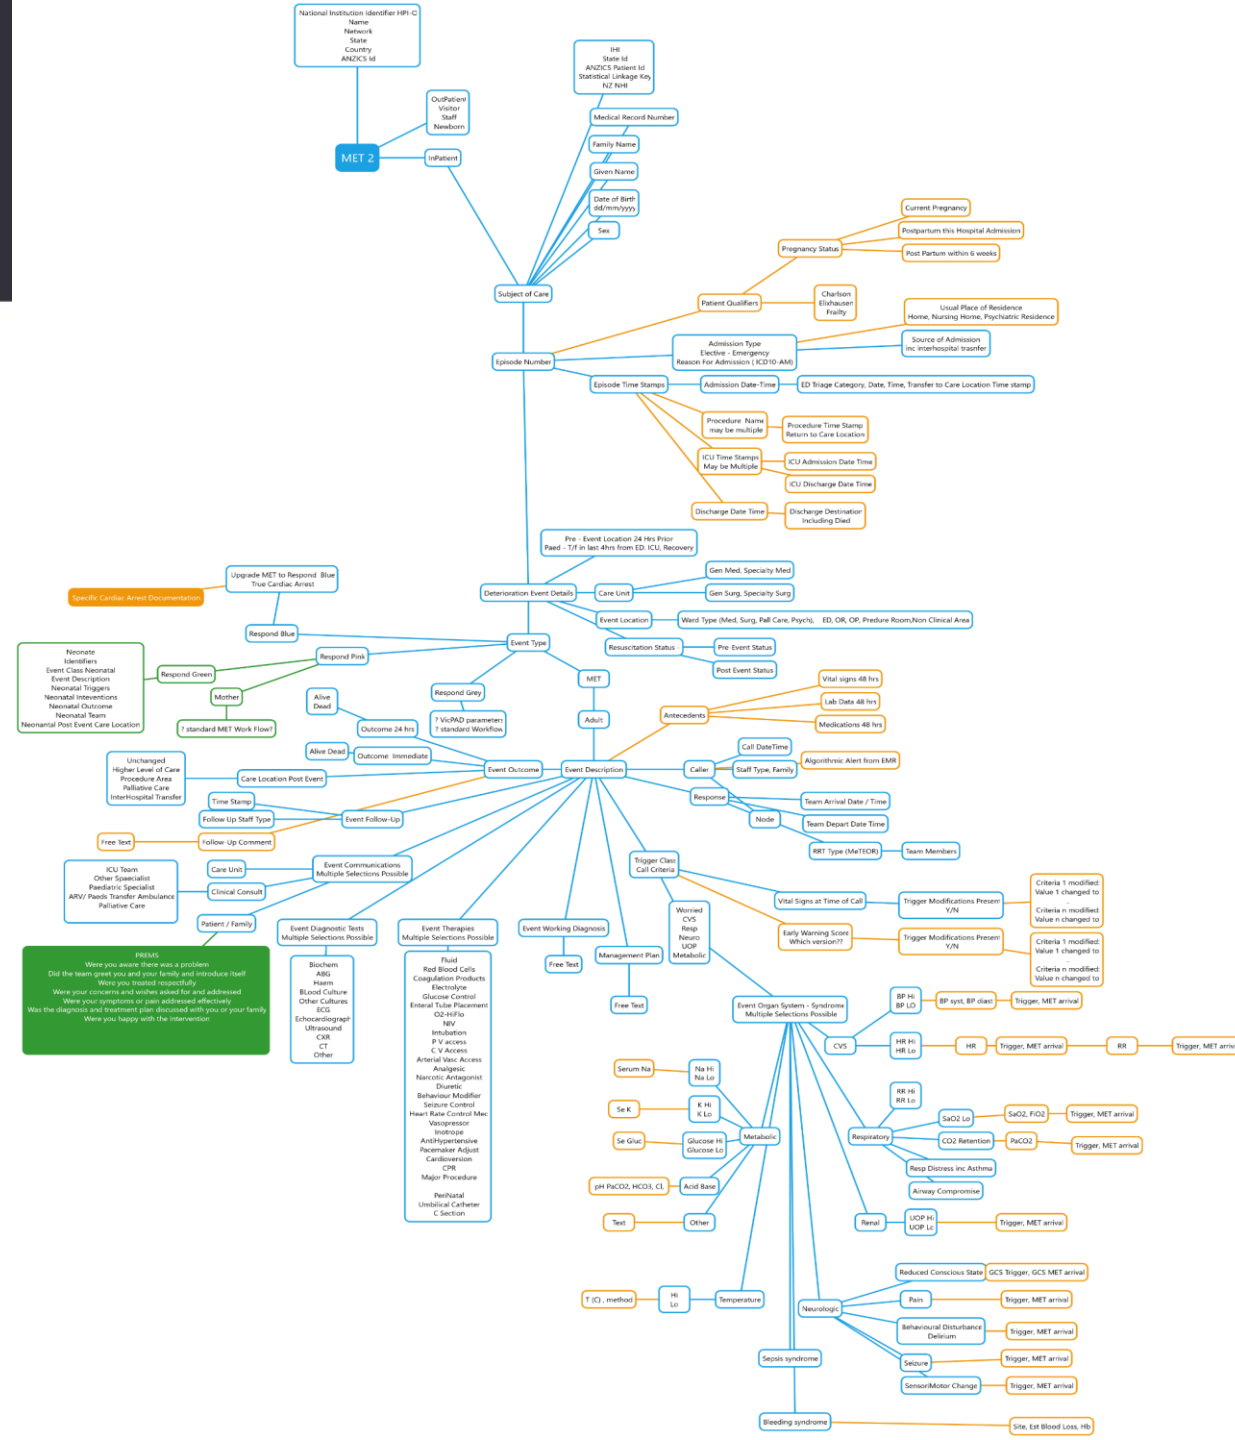 National Institution Identifier HPI-O
Name
Network
State
Country
ANZICS Id
IHI
State Id
ANZICS Patient Id
Statistical Linkage Key
NZ NHI
OutPatient
Visitor
Staff
Newborn
Medical Record Number
MET 2
InPatient
Family Name
Given Name
Date of Birth
dd/mm/yyyy
Sex
Current Pregnancy
Postpartum this Hospital Admission
Pregnancy Status
Post Partum within 6 weeks
Subject of Care
Patient Qualifiers
Charlson
Elixhausen
Frailty
Usual Place of Residence
Home, Nursing Home, Psychiatric Residence
Admission Type
Elective - Emergency
Reason For Admission ( ICD10-AM)
Source of Admission
inc Interhospital trasnfer
Episode Number
Episode Time Stamps
Admission Date-Time
ED Triage Category, Date, Time, Transfer to Care Location Time stamp
Procedure Name
may be multiple
Procedure Time Stamp
Return to Care Location
ICU Time Stamps
May be Multiple
ICU Admission Date Time
ICU Discharge Date Time
Discharge Date Time
Discharge Destination
Including Died
Pre - Event Location 24 Hrs Prior
Paed - T/f in last 4hrs from ED. ICU, Recovery
Upgrade MET to Respond Blue
True Cardiac Arrest
Specific Cardiac Arrest Documentation
Deterioration Event Details
Care Unit
Gen Med, Specialty Med
Gen Surg, Specialty Surg
Event Location
Ward Type (Med, Surg, Pall Care, Psych), ED, OR, OP, Predure Room,Non Clinical Area
Respond Blue
Event Type
Resuscitation Status -
Pre-Event Status
Post Event Status
Neonate
Identifiers
Event Class Neonatal
Event Description
Neonatal Triggers
Neonatal Inteventions
Neonatal Outcome
Neonatal Team
Neonantal Post Event Care Location
Respond Green
Respond Pink
Mother
? standard MET Work Flow?
Respond Grey
? VicPAD parameters
? standard Workflow
MET
Adult
Vital signs 48 hrs
Lab Data 48 hrs
Medications 48 hrs
Antecedents
Alive
Dead
Outcome 24 hrs
Alive Dead
Outcome Immediate
Unchanged
Higher Level of Care
Procedure Area
Palliative Care
InterHospital Transfer
Care Location Post Event
Event Outcome
Event Description
Caller
Call DateTime
Staff Type, Family
Algorithmic Alert from EMR
Response
Node
Team Arrival Date / Time
Team Depart Date Time
RRT Type (MeTEOR)
Team Members
Time Stamp
Follow Up Staff Type
Event Follow-Up
Free Text
Follow-Up Comment
ICU Team
Other Spaecialist
Paediatric Specialist
ARV/ Paeds Transfer Ambulance
Palliative Care
Care Unit
Clinical Consult
Event Communications
Multiple Selections Possible
Patient / Family
PREMS
Were you aware there was a problem
Did the team greet you and your family and introduce itself
Were you treated respectfully
Were your concerns and wishes asked for and addressed
Were your symptoms or pain addressed effectively
Was the diagnosis and treatment plan discussed with you or your family
Were you happy with the intervention
Event Diagnostic Tests
Multiple Selections Possible
Biochem
ABG
Haem
BLood Culture
Other Cultures
ECG
Echocardiograph
Ultrasound
CXR
CT
Other
Event Therapies
Multiple Selections Possible
Fluid
Red Blood Cells
Coagulation Products
Electrolyte
Glucose Control
Enteral Tube Placement
O2-HiFlo
NIV
Intubation
P V access
C V Access
Arterial Vasc Access
Analgesic
Narcotic Antagonist
Diuretic
Behaviour Modifier
Seizure Control
Heart Rate Control Med
Vasopressor
Inotrope
AntiHypertensive
Pacemaker Adjust
Cardioversion
CPR
Major Procedure
PeriNatal
Umbilical Catheter
C Section
Event Working Diagnosis
Free Text
Management Plan
Free Text
Trigger Class
Call Criteria
Worried
CVS
Resp
Neuro
UOP
Metabolic
Vital Signs at Time of Call
Trigger Modifications Present
Y/N
Criteria 1 modified:
Value 1 changed to
..
Criteria n modified:
Value n changed to
Early Warning Score
Which version??
Trigger Modifications Present
Y/N
Criteria 1 modified:
Value 1 changed to
..
Criteria n modified:
Value n changed to
Event Organ System - Syndrome
Multiple Selections Possible
CVS
BP Hi
BP LO
BP syst, BP diast
Trigger, MET arrival
HR Hi
HR Lo
HR
Trigger, MET arrival
RR
Trigger, MET arriv
Serum Na
Na Hi
Na Lo
Se K
K Hi
K Lo
Se Gluc
Glucose Hi
Glucose Lo
Metabolic
pH PaCO2, HCO3, CL
Acid Base
Text
Other
RR Hi
RR Lo
Respiratory
SaO2 Lo
SaO2, FiO2
Trigger, MET arrival
CO2 Retention
PaCO2
Trigger, MET arrival
Resp Distress inc Asthma
Airway Compromise
Renal
UOP Hi
UOP Lo
Trigger, MET arrival
T (C) , method
Hi
Lo
Temperature
Neurologic
Reduced Conscious State
GCS Trigger, GCS MET arrival
Pain
Trigger, MET arrival
Behavioural Disturbance
Delirium
Trigger, MET arrival
Seizure
Trigger, MET arrival
SensoriMotor Change
Trigger, MET arrival
Sepsis syndrome
Bleeding syndrome
Site, Est Blood Loss, Hb